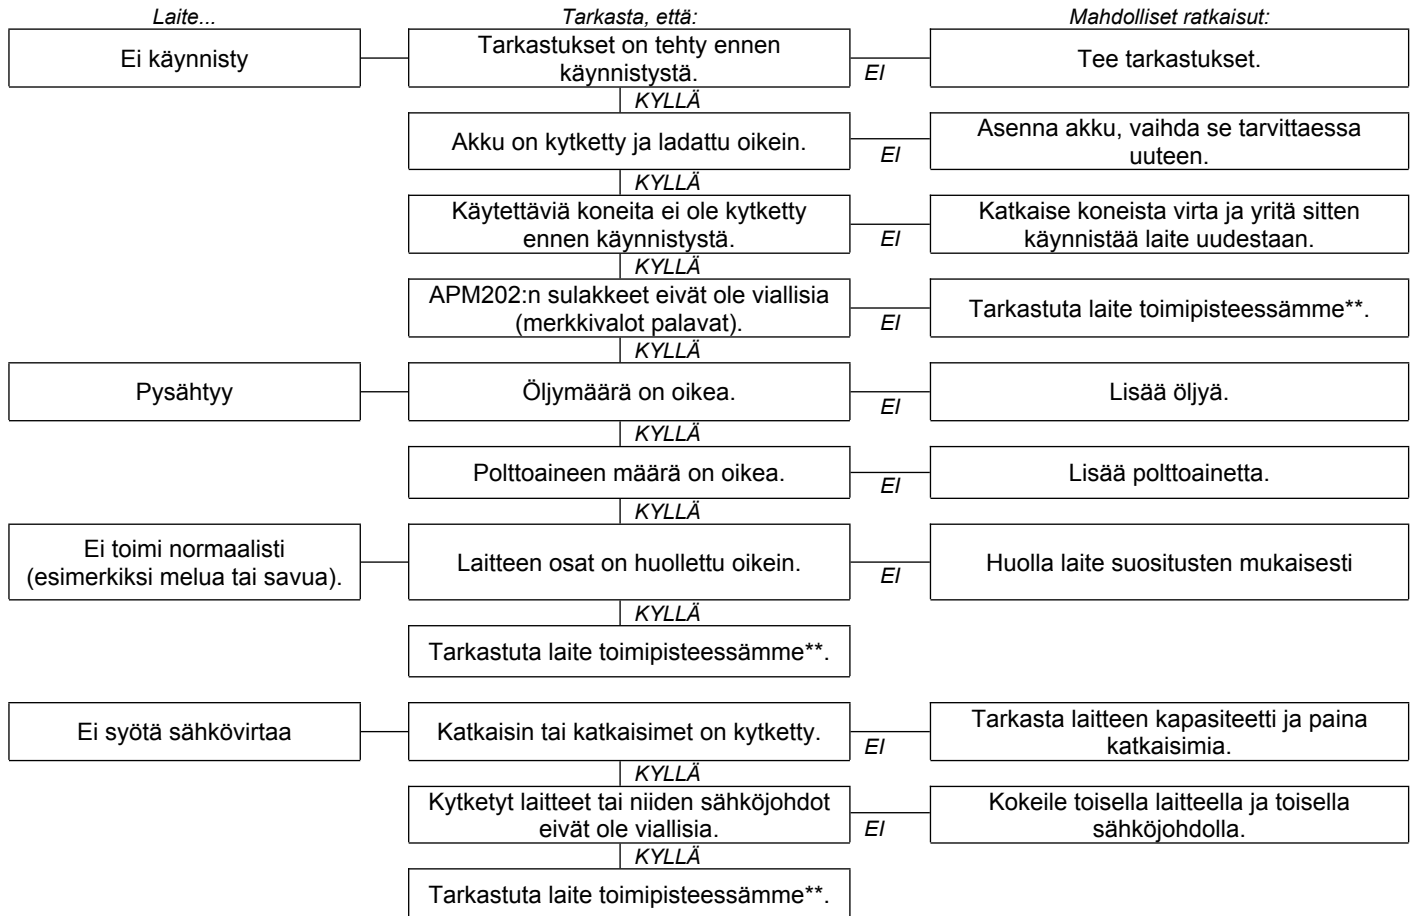 Laite...
Tarkasta, että:
Mahdolliset ratkaisut:
Ei käynnisty
Tarkastukset on tehty ennen
käynnistystä.
EI
Tee tarkastukset.
KYLLÄ
Akku on kytketty ja ladattu oikein.
EI
Asenna akku, vaihda se tarvittaessa
uuteen.
KYLLÄ
Käytettäviä koneita ei ole kytketty
ennen käynnistystä.
EI
Katkaise koneista virta ja yritä sitten
käynnistää laite uudestaan.
KYLLÄ
APM202:n sulakkeet eivät ole viallisia
(merkkivalot palavat).
EI
Tarkastuta laite toimipisteessämme**.
KYLLÄ
Pysähtyy
Öljymäärä on oikea.
EI
Lisää öljyä.
KYLLÄ
Polttoaineen määrä on oikea.
EI
Lisää polttoainetta.
KYLLÄ
Ei toimi normaalisti
(esimerkiksi melua tai savua).
Laitteen osat on huollettu oikein.
EI
Huolla laite suositusten mukaisesti
KYLLÄ
Tarkastuta laite toimipisteessämme**.
Ei syötä sähkövirtaa
Katkaisin tai katkaisimet on kytketty.
EI
Tarkasta laitteen kapasiteetti ja paina
katkaisimia.
KYLLÄ
Kytketyt laitteet tai niiden sähköjohdot
eivät ole viallisia.
EI
Kokeile toisella laitteella ja toisella
sähköjohdolla.
KYLLÄ
Tarkastuta laite toimipisteessämme**.